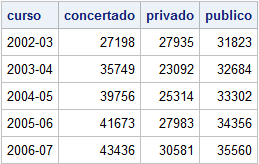 curso concertado privado publico
2002-03 27198 27935 31823
2003-04 35749 23092 32684
2004-05 39756 25314 33302
2005-06 41673 27983 34356
2006-07 43436 30581 35560